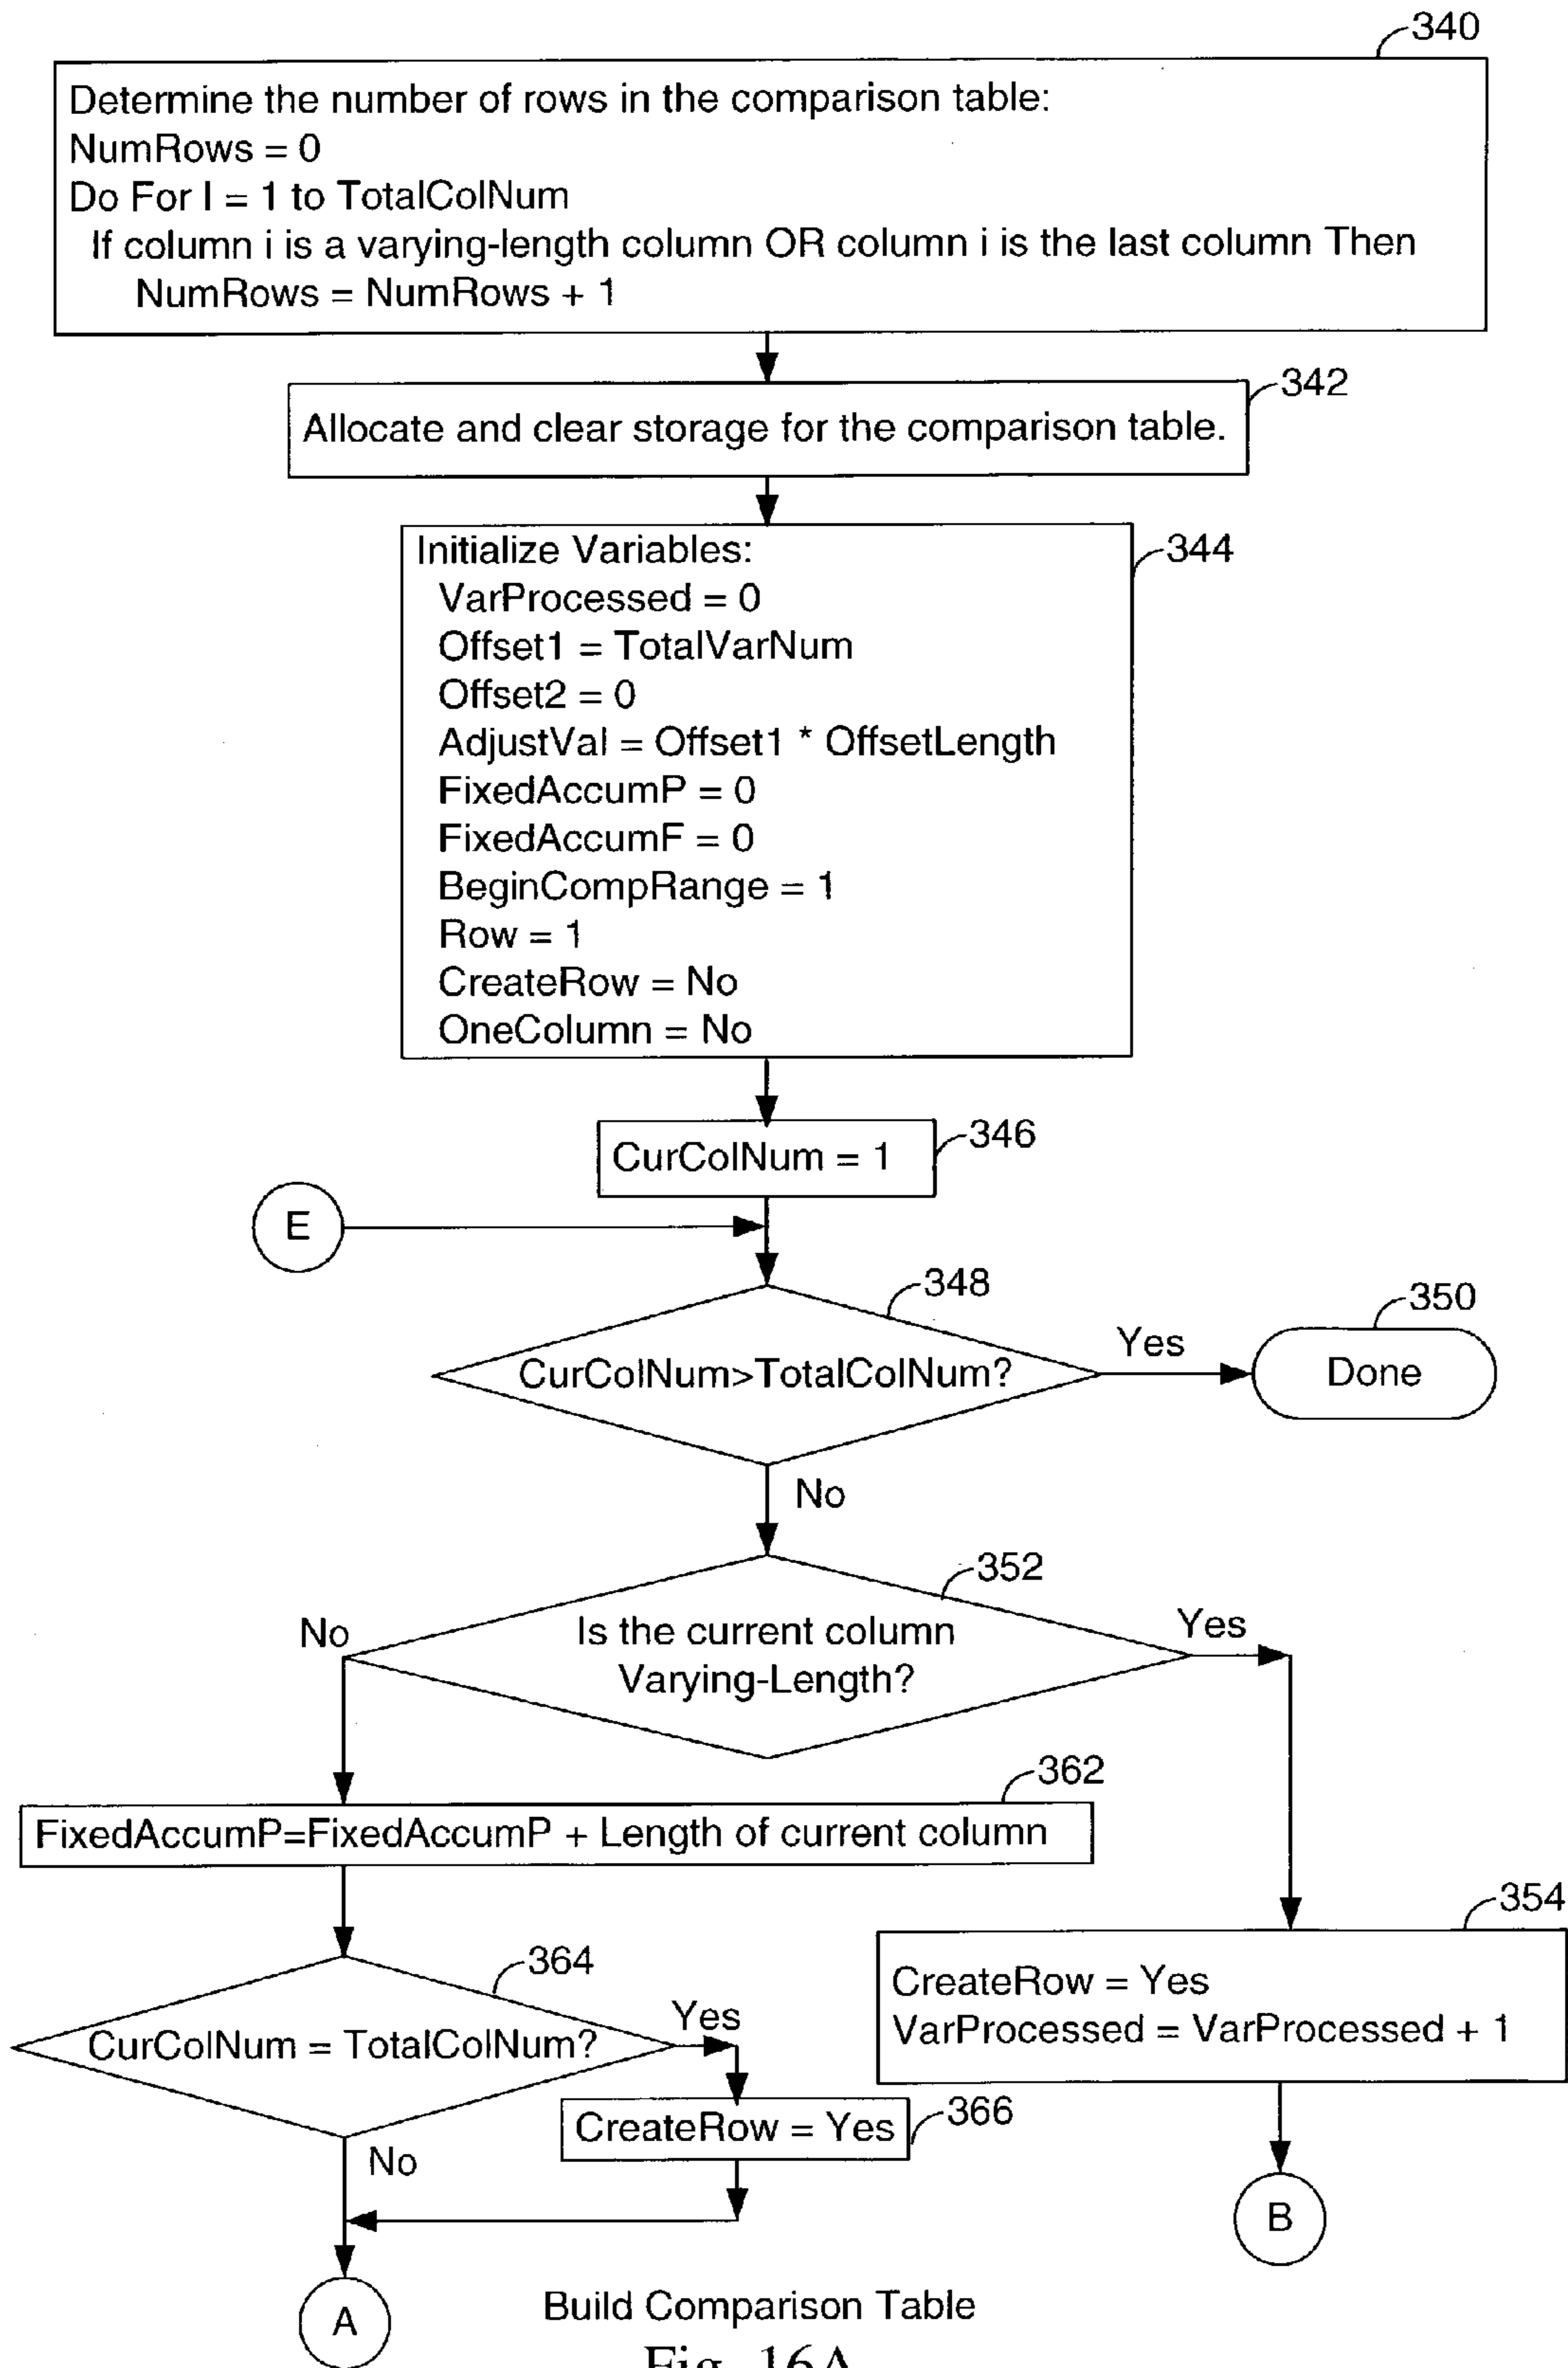 340
Determine the number of rows in the comparison table:
NumRows = 0
Do For I = 1 to TotalColNum
If column i is a varying-length column OR column i is the last column Then
NumRows = NumRows + 1
342
Allocate and clear storage for the comparison table.
344
Initialize Variables:
VarProcessed = 0
Offset1 = TotalVarNum
Offset2 = 0
AdjustVal = Offset1 * OffsetLength
FixedAccumP = 0
FixedAccumF = 0
BeginCompRange = 1
Row = 1
CreateRow = No
OneColumn = No
346
CurColNum = 1
E
348
CurColNum>TotalColNum?
Yes
350
Done
No
352
Is the current column
Varying-Length?
No
Yes
362
FixedAccumP=FixedAccumP + Length of current column
354
CreateRow = Yes
VarProcessed = VarProcessed + 1
364
CurColNum = TotalColNum?
Yes
366
CreateRow = Yes
No
B
A
Build Comparison Table
Fig. 16A